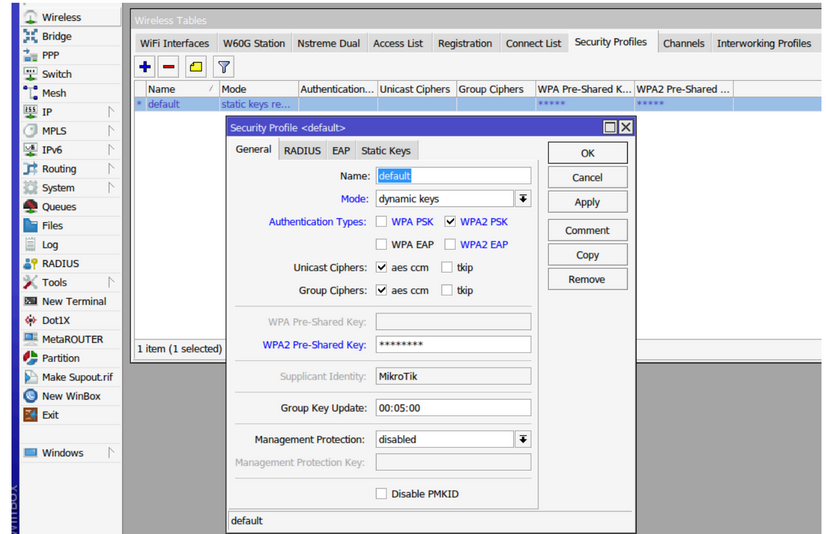 Wireless
Bridge
PPP
Switch
Mesh
IP
MPLS
IPv6
Routing
System
Queues
Files
Log
RADIUS
Tools
New Terminal
Dot1X
MetaROUTER
Partition
Make Supout.rif
New WinBox
Exit
Windows
WinBox
Wireless Tables
WiFi Interfaces W60G Station Nstreme Dual Access List Registration Connect List Security Profiles Channels Interworking Profiles
Name / Mode Authentication... Unicast Ciphers Group Ciphers WPA Pre-Shared K... WPA2 Pre-Shared ...
* default static keys re... ***** *****
1 item (1 selected)
Security Profile <default>
General RADIUS EAP Static Keys
Name: default
Mode: dynamic keys
Authentication Types: WPA PSK WPA2 PSK
WPA EAP WPA2 EAP
Unicast Ciphers: aes ccm tkip
Group Ciphers: aes ccm tkip
WPA Pre-Shared Key:
WPA2 Pre-Shared Key: ********
Supplicant Identity: MikroTik
Group Key Update: 00:05:00
Management Protection: disabled
Management Protection Key:
Disable PMKID
OK
Cancel
Apply
Comment
Copy
Remove
default